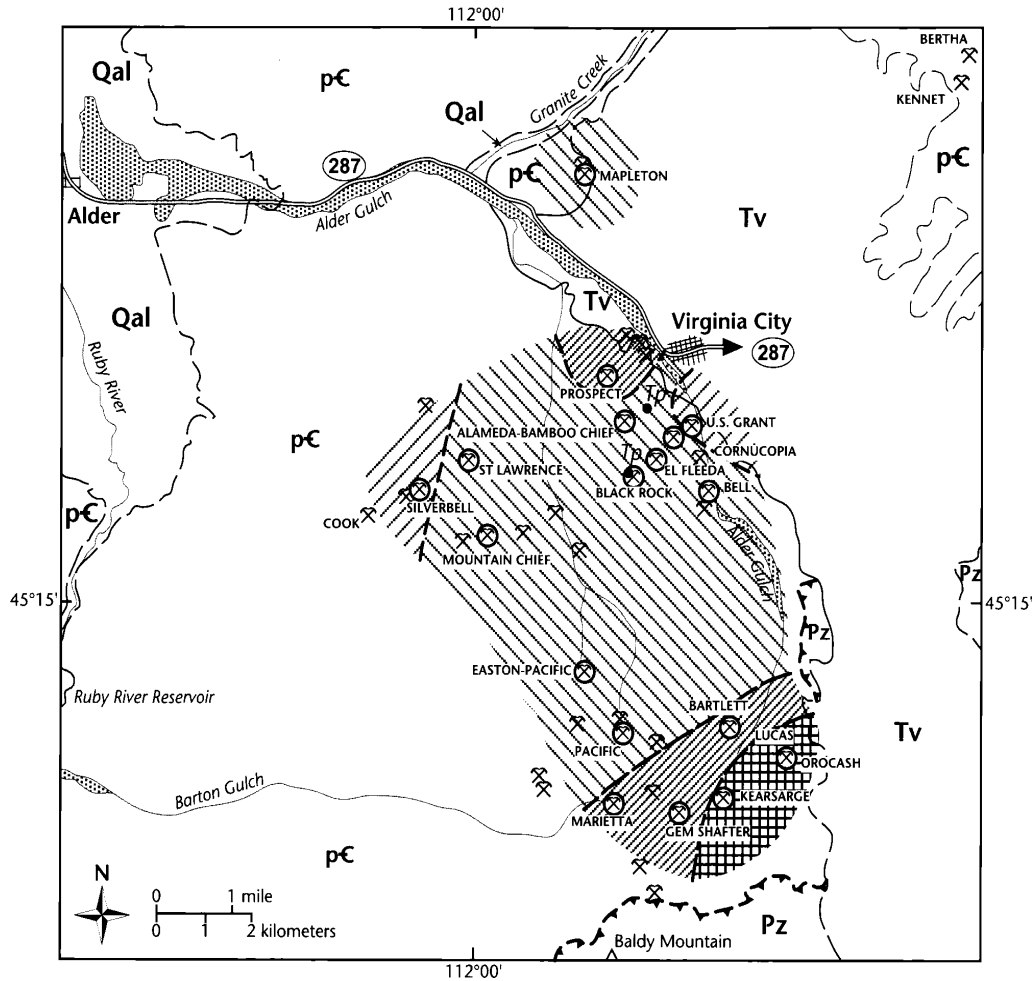 112°00'
BERTHA
Qal
p-Є
Granite Creek
Qal
KENNET
287
p-Є
MAPLETON
p-Є
Alder
Alder Gulch
Tv
Qal
Tv
Virginia City
287
Ruby River
PROSPECT
Tp
p-Є
ALAMEDA-BAMBOO CHIEF
U.S. GRANT
CORNUCOPIA
Tp
ST LAWRENCE
EL FLEEDA
BLACK ROCK
BELL
SILVERBELL
COOK
p-Є
MOUNTAIN CHIEF
Alder Gulch
Pz
45°15'
45°15'
Pz
EASTON-PACIFIC
Ruby River Reservoir
BARTLETT
LUCAS
Tv
PACIFIC
OROCASH
Barton Gulch
KEARSARGE
MARIETTA
GEM SHAFTER
p-Є
N
0 1 mile
0 1 2 kilometers
Pz
Baldy Mountain
112°00'